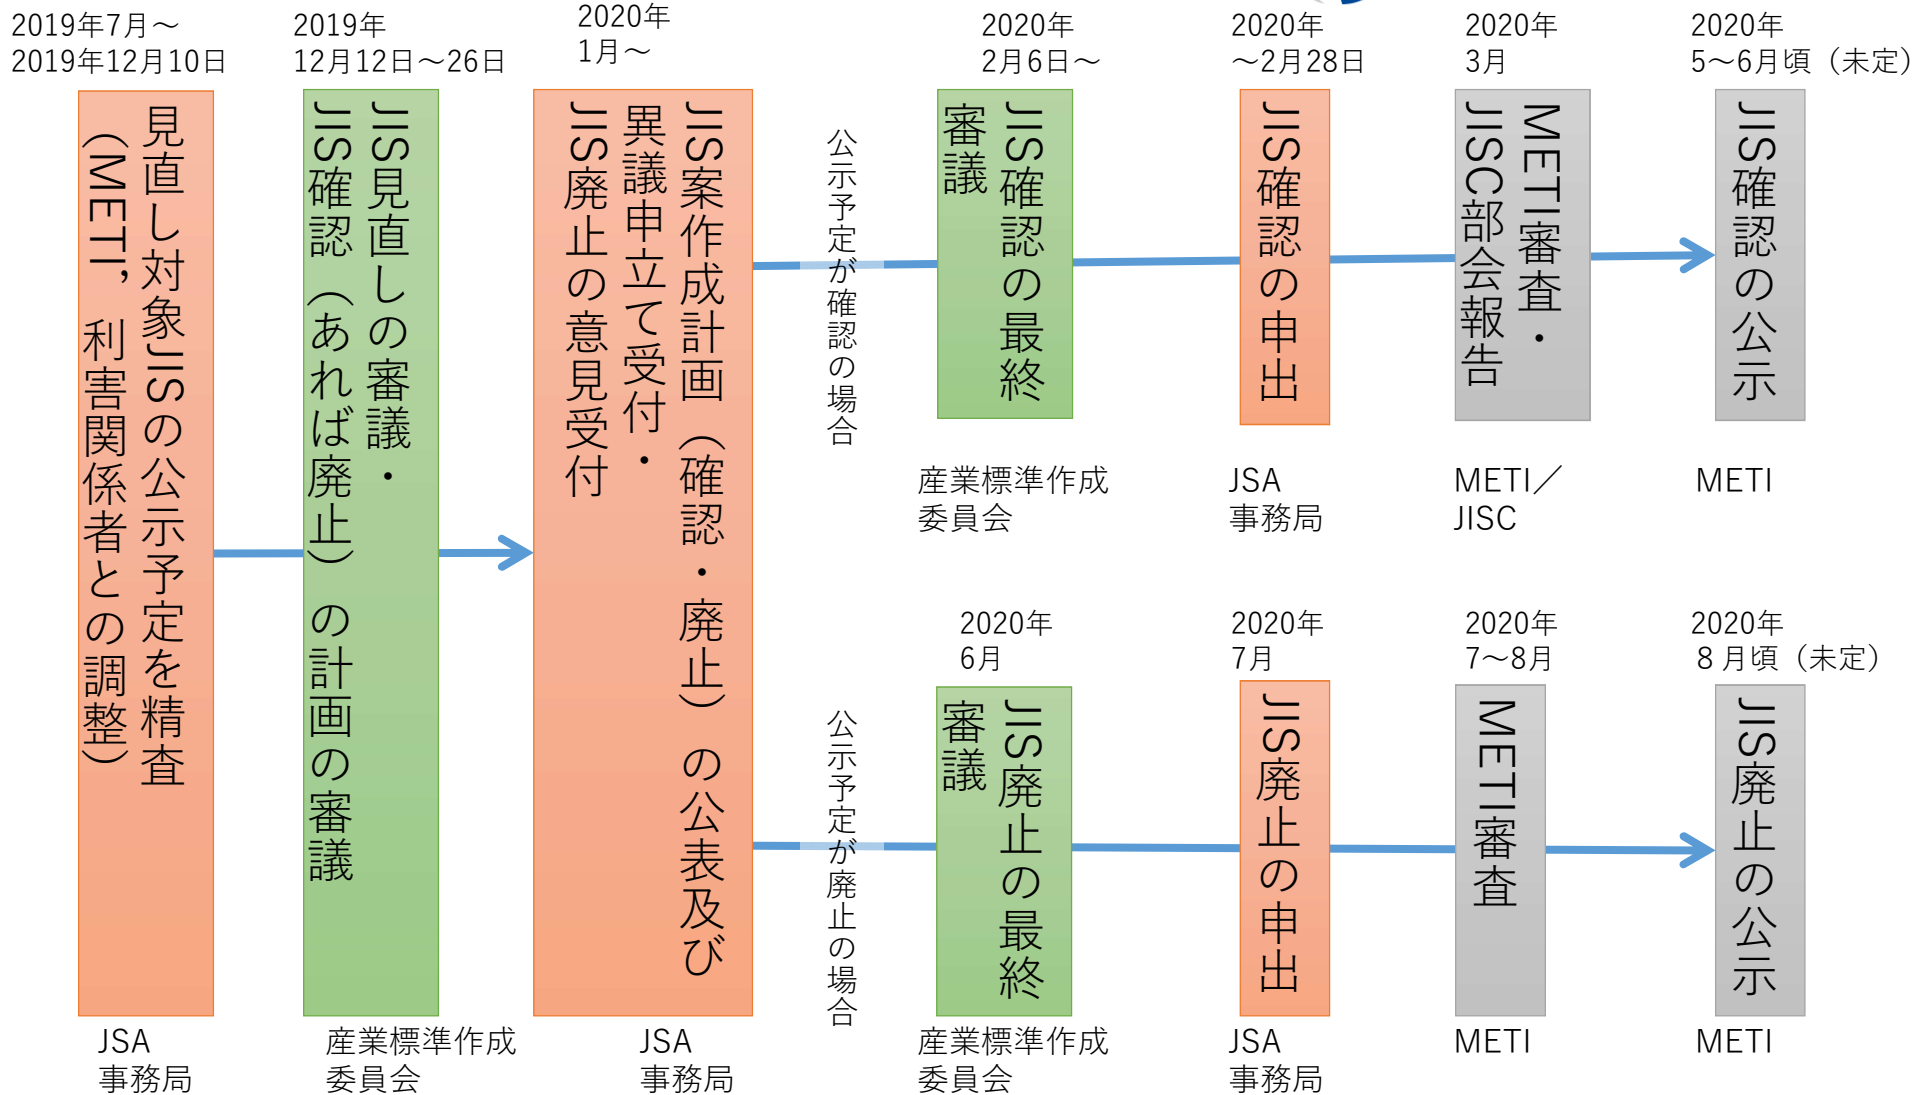 2019年7月～
2019年12月10日
見直し対象JISの公示予定を精査
（METI，利害関係者との調整）
JSA
事務局
2019年
12月12日～26日
JIS見直しの審議・
JIS確認（あれば廃止）の計画の審議
産業標準作成
委員会
2020年
1月～
JIS案作成計画（確認・廃止）の公表及び
異議申立て受付・
JIS廃止の意見受付
JSA
事務局
公示予定が確認の場合
2020年
2月6日～
JIS確認の最終
審議
産業標準作成
委員会
2020年
～2月28日
JIS確認の申出
JSA
事務局
2020年
3月
METI審査・
JISC部会報告
METI／
JISC
2020年
5～6月頃（未定）
JIS確認の公示
METI
公示予定が廃止の場合
2020年
6月
JIS廃止の最終
審議
産業標準作成
委員会
2020年
7月
JIS廃止の申出
JSA
事務局
2020年
7～8月
METI審査
METI
2020年
８月頃（未定）
JIS廃止の公示
METI